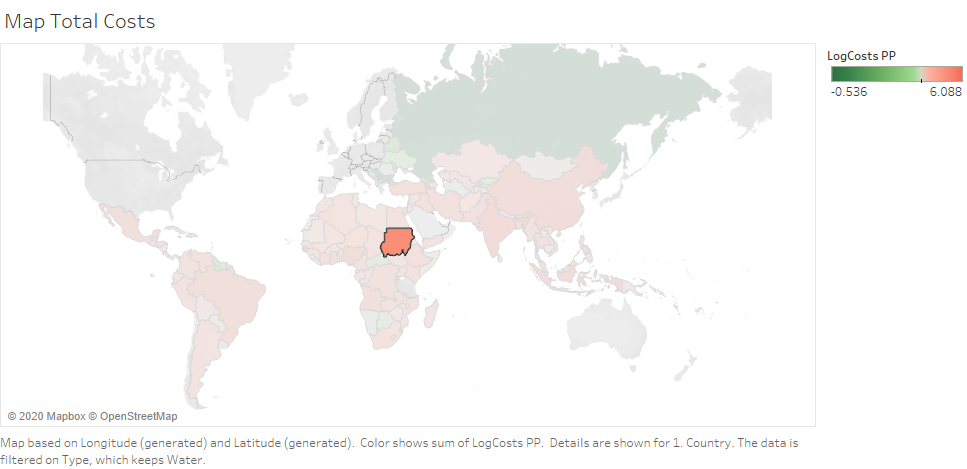 Map Total Costs
LogCosts PP
-0.536 6.088
© 2020 Mapbox © OpenStreetMap
Map based on Longitude (generated) and Latitude (generated).  Color shows sum of LogCosts PP.  Details are shown for 1. Country. The data is
filtered on Type, which keeps Water.